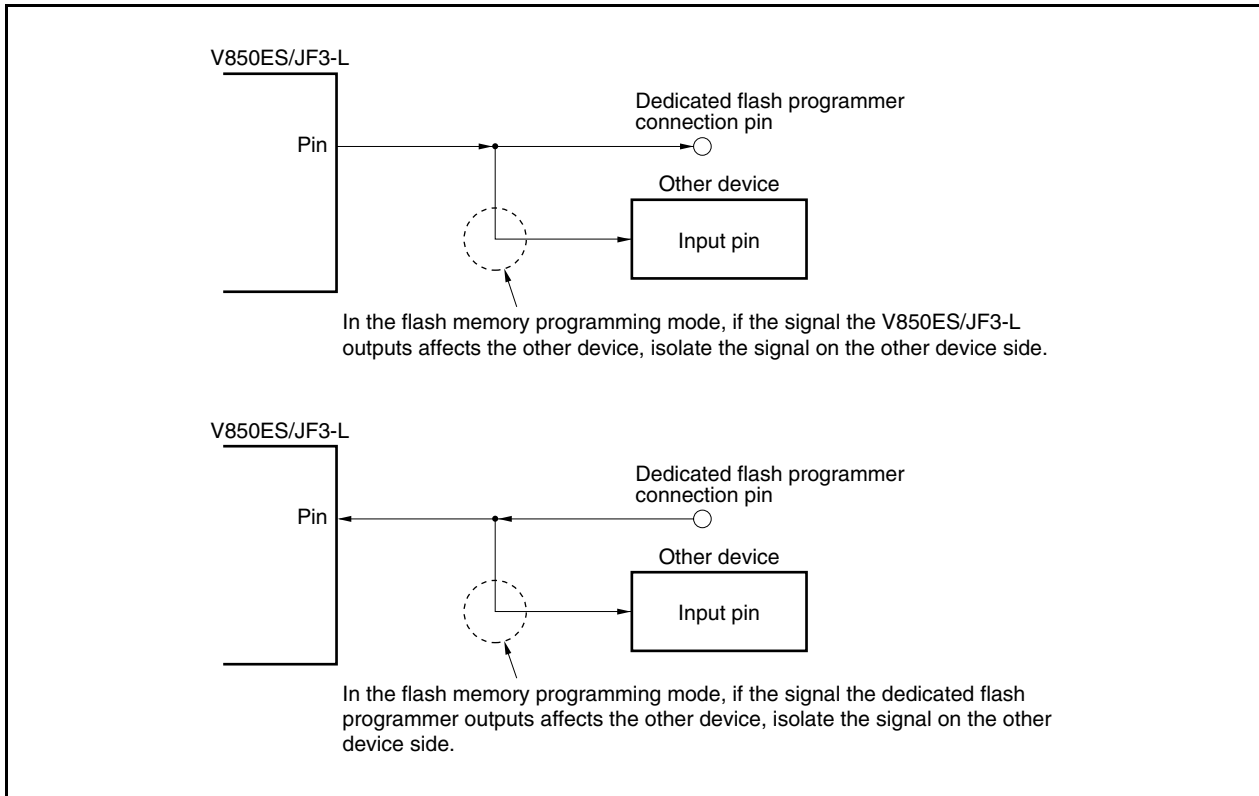 V850ES/JF3-L
Pin
Dedicated flash programmer
connection pin
Other device
Input pin
In the flash memory programming mode, if the signal the V850ES/JF3-L
outputs affects the other device, isolate the signal on the other device side.
V850ES/JF3-L
Pin
Dedicated flash programmer
connection pin
Other device
Input pin
In the flash memory programming mode, if the signal the dedicated flash
programmer outputs affects the other device, isolate the signal on the other
device side.